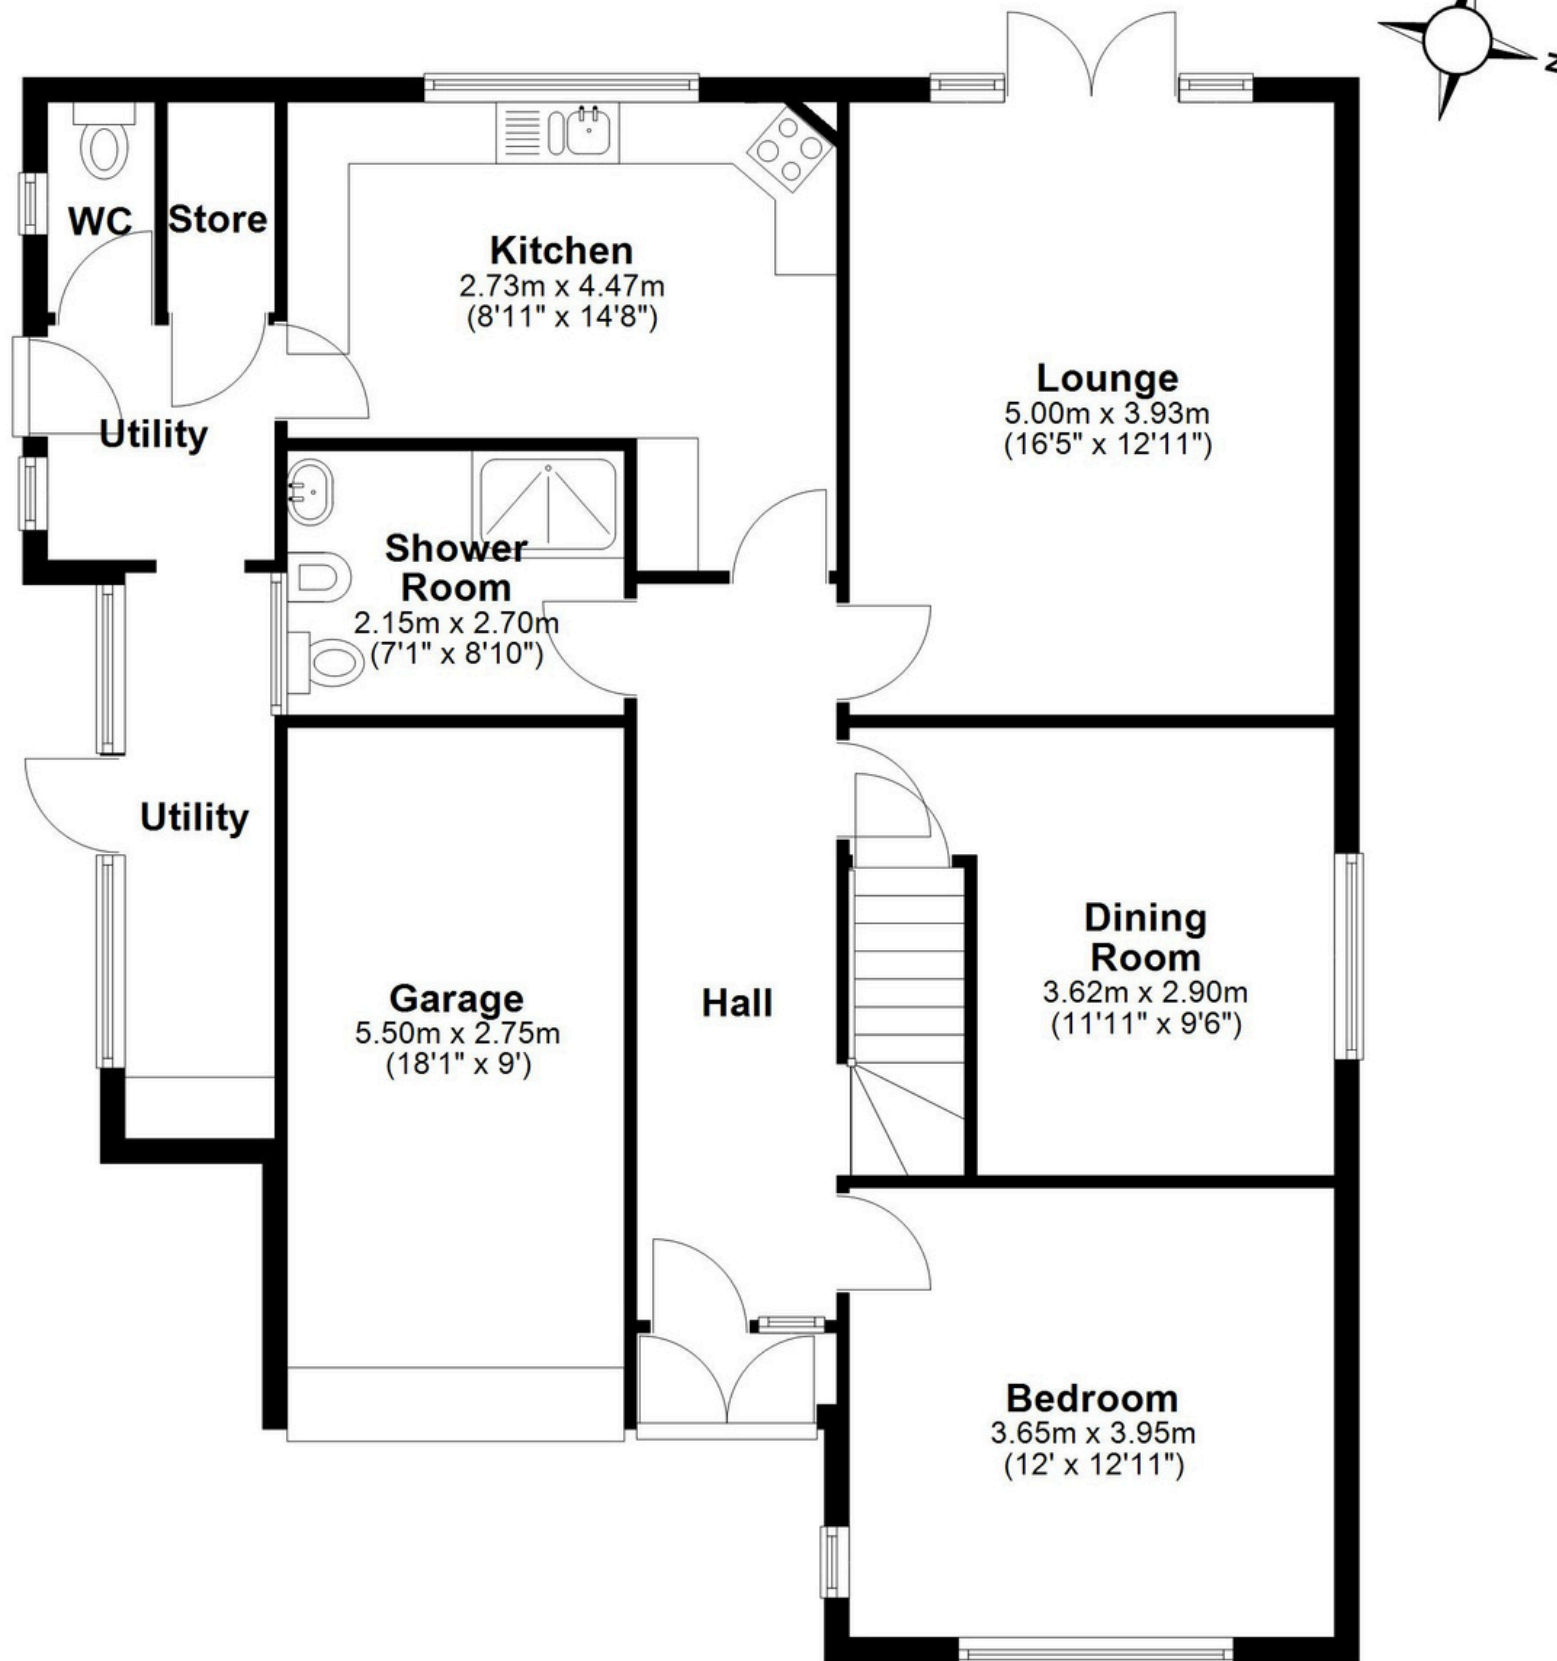 N
WC
Store
Kitchen
2.73m x 4.47m
(8'11" x 14'8")
Lounge
5.00m x 3.93m
(16'5" x 12'11")
Utility
Shower
Room
2.15m x 2.70m
(7'1" x 8'10")
Utility
Dining
Room
3.62m x 2.90m
(11'11" x 9'6")
Garage
5.50m x 2.75m
(18'1" x 9')
Hall
Bedroom
3.65m x 3.95m
(12' x 12'11")